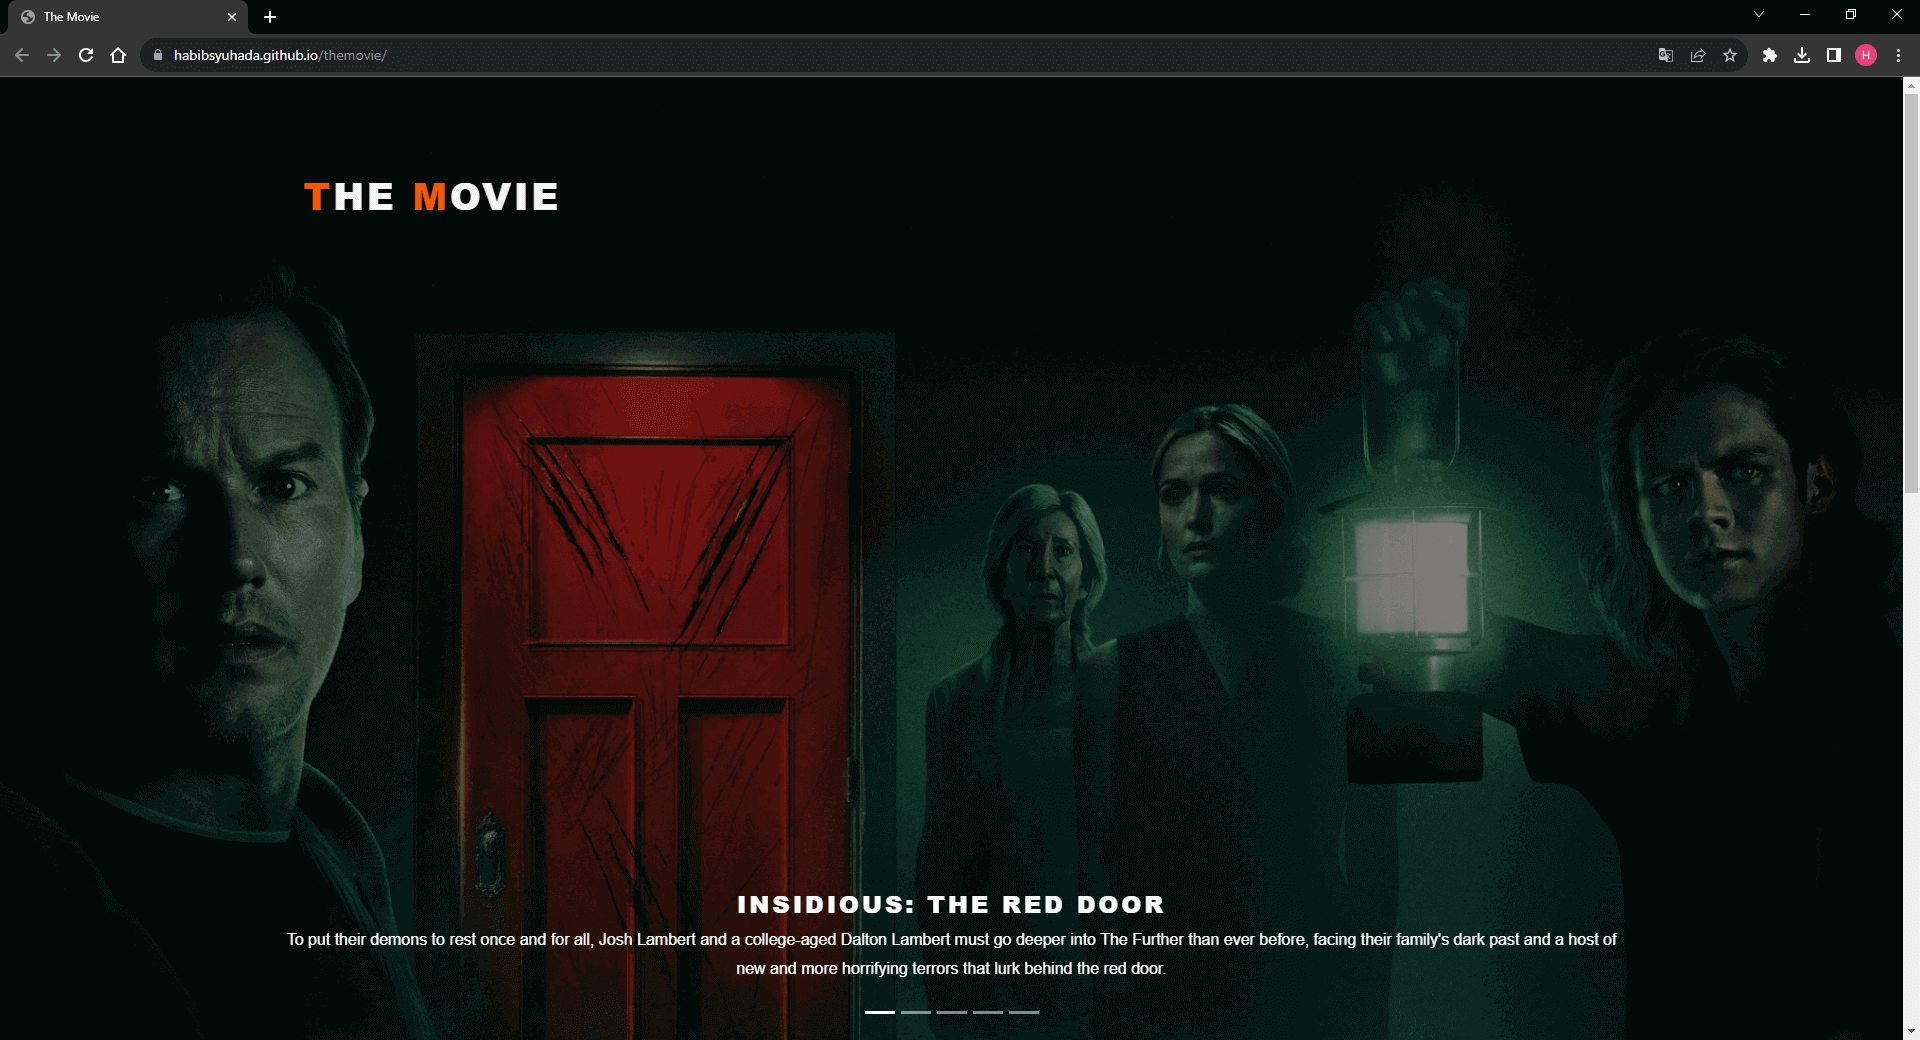 The Movie
habibsyuhada.github.io/themovie/
H
THE MOVIE
INSIDIOUS: THE RED DOOR
To put their demons to rest once and for all, Josh Lambert and a college-aged Dalton Lambert must go deeper into The Further than ever before, facing their family's dark past and a host of
new and more horrifying terrors that lurk behind the red door.